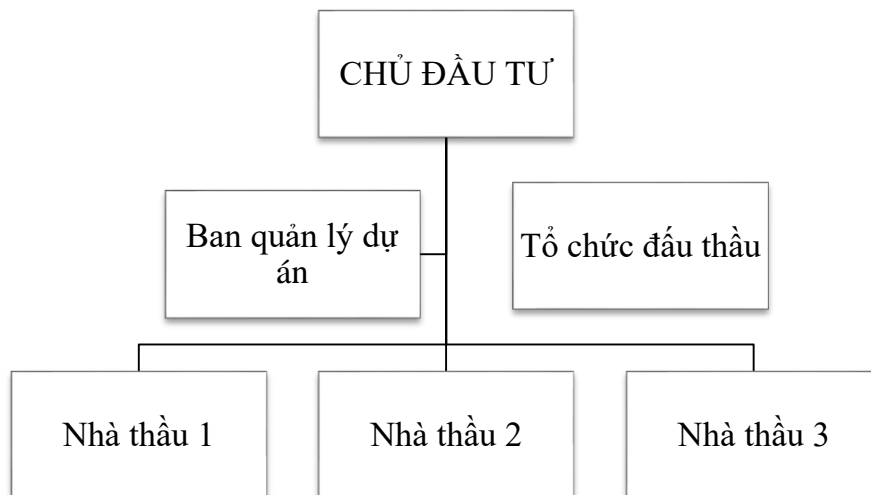 CHỦ ĐẦU TƯ
Ban quản lý dự
án
Tổ chức đấu thầu
Nhà thầu 1
Nhà thầu 2
Nhà thầu 3